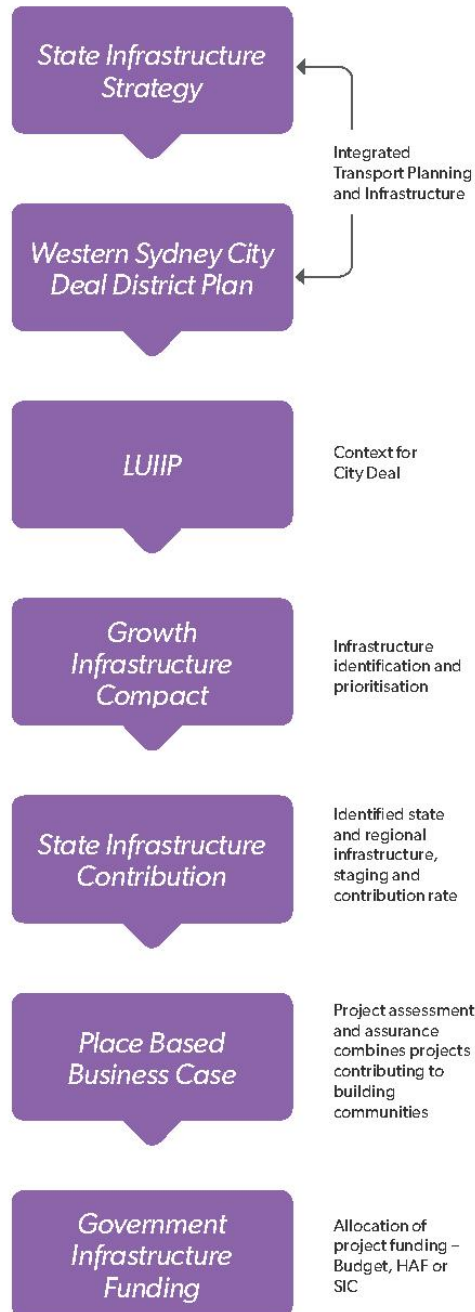 State Infrastructure
Strategy
Integrated
Transport Planning
and Infrastructure
Western Sydney City
Deal District Plan
LUIIP
Context for
City Deal
Growth
Infrastructure
Compact
Infrastructure
identification and
prioritisation
State Infrastructure
Contribution
Identified state
and regional
infrastructure,
staging and
contribution rate
Place Based
Business Case
Project assessment
and assurance
combines projects
contributing to
building
communities
Government
Infrastructure
Funding
Allocation of
project funding –
Budget, HAF or
SIC